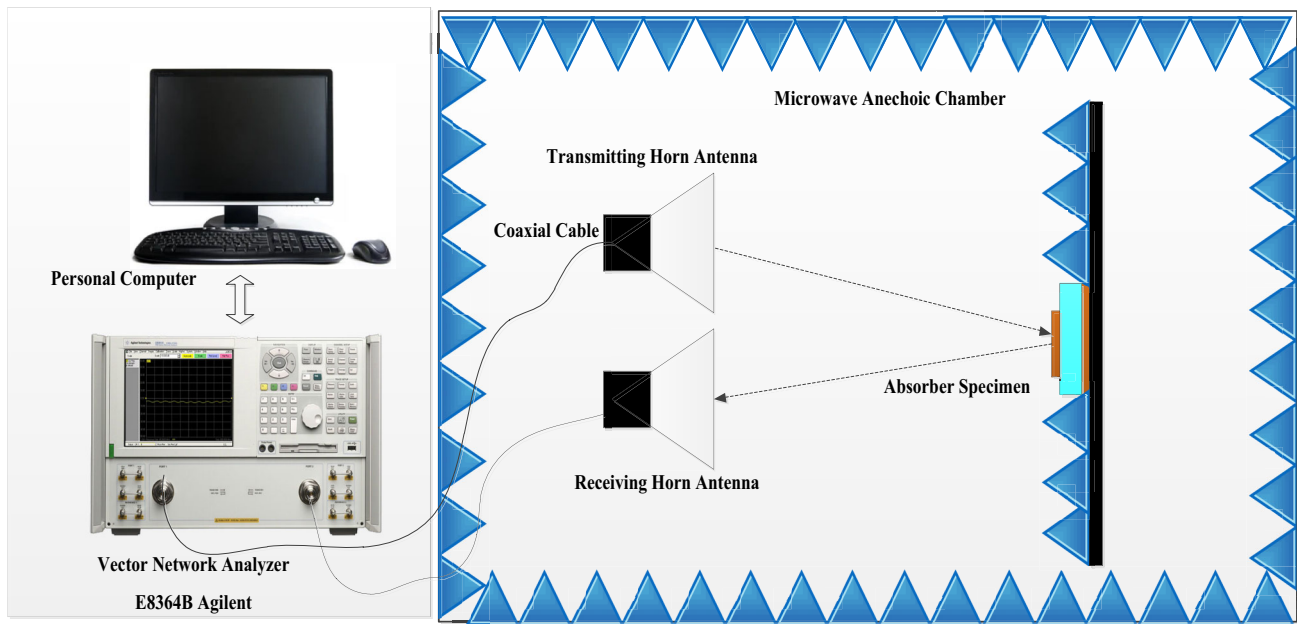 Microwave Anechoic Chamber
Transmitting Horn Antenna
Coaxial Cable
Personal Computer
Absorber Specimen
Receiving Horn Antenna
Vector Network Analyzer
E8364B Agilent